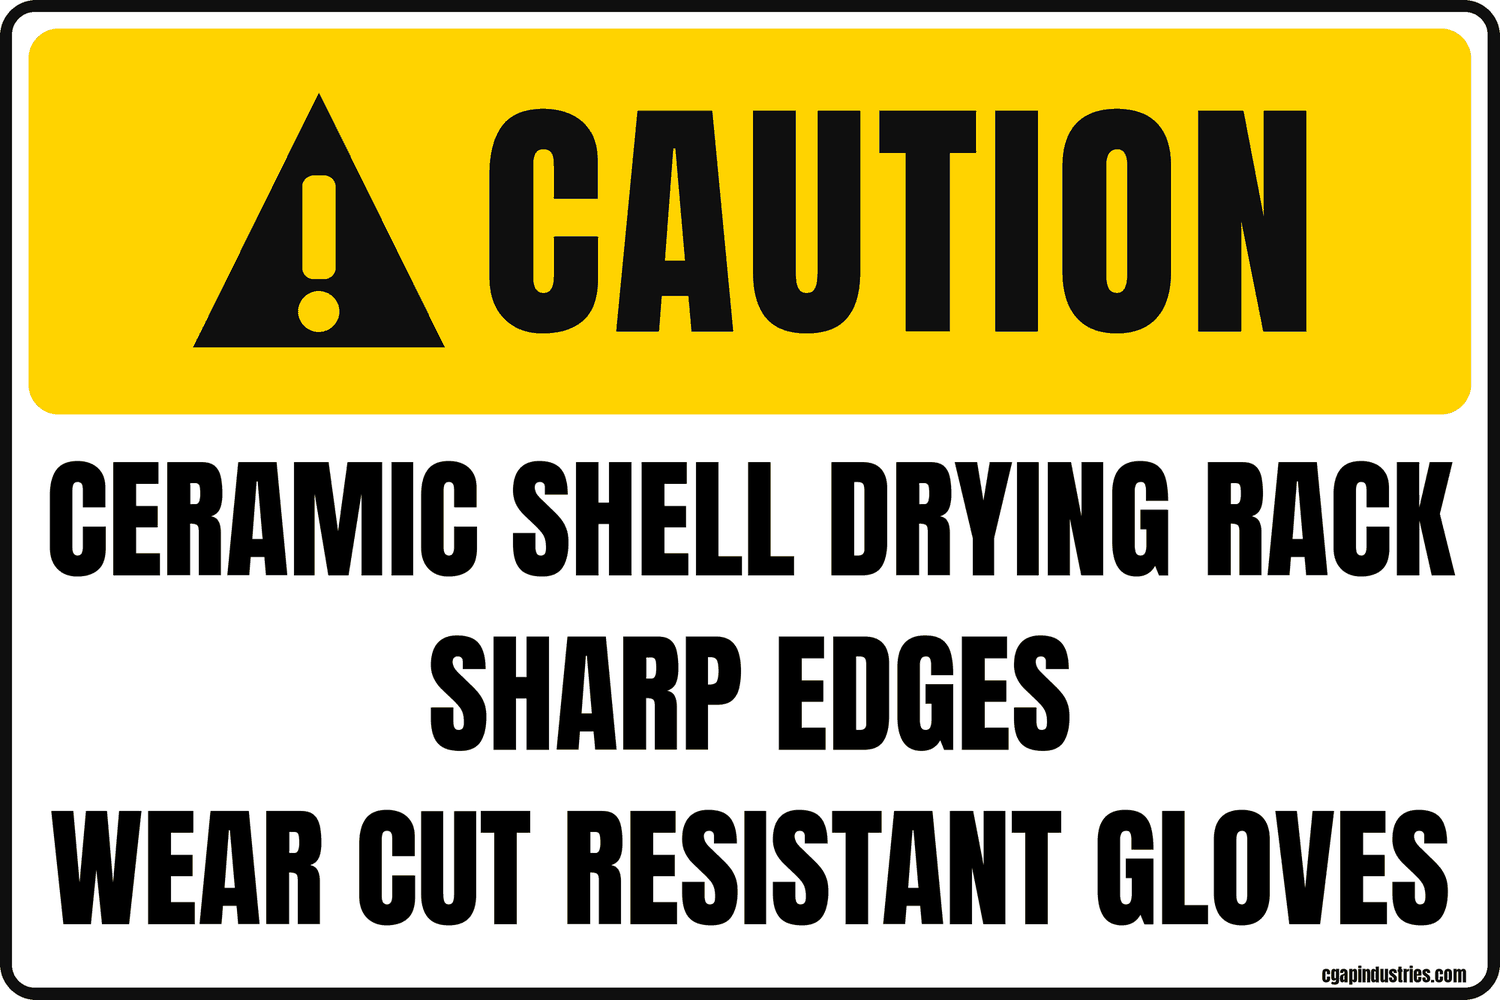 CAUTION
CERAMIC SHELL DRYING RACK
SHARP EDGES
WEAR CUT RESISTANT GLOVES
cgapindustries.com